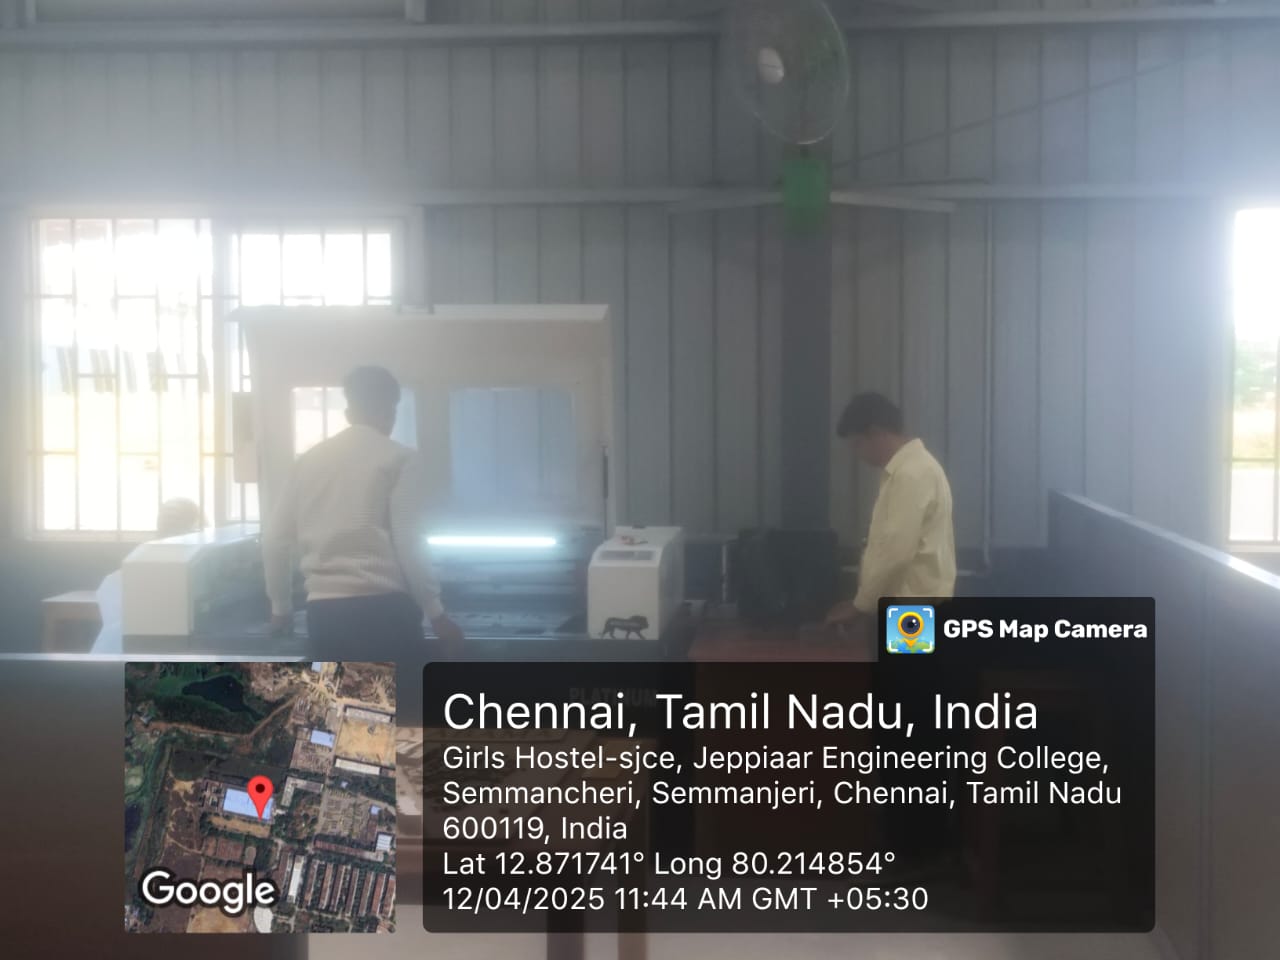 GPS Map Camera
PLATINUM
Chennai, Tamil Nadu, India
Girls Hostel-sjce, Jeppiaar Engineering College,
Semmancheri, Semmanjeri, Chennai, Tamil Nadu
600119, India
Lat 12.871741° Long 80.214854°
12/04/2025 11:44 AM GMT +05:30
Google